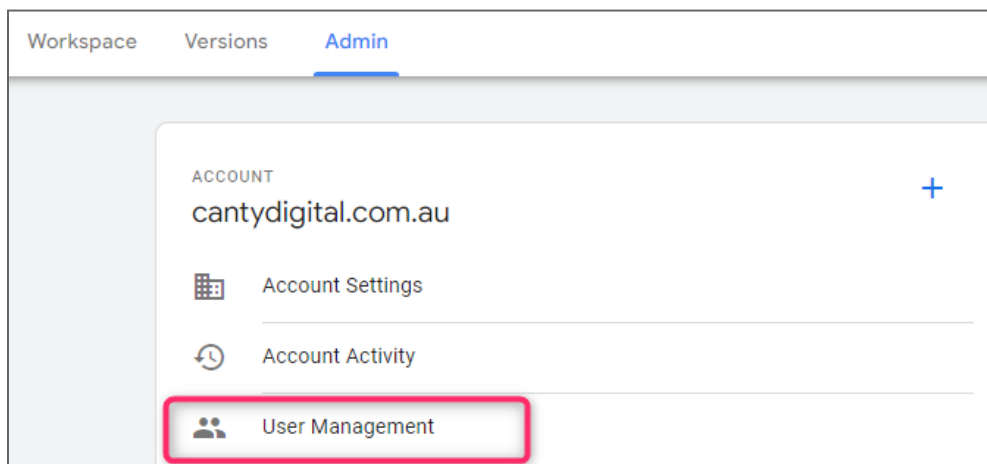 Workspace Versions Admin
ACCOUNT
cantydigital.com.au
Account Settings
Account Activity
User Management